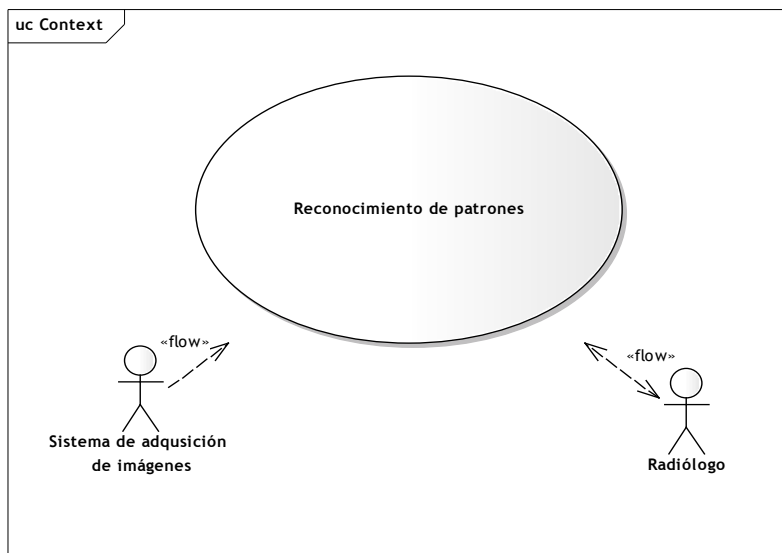 uc Context
Reconocimiento de patrones
«flow»
«flow»
Sistema de adqusición
de imágenes
Radiólogo